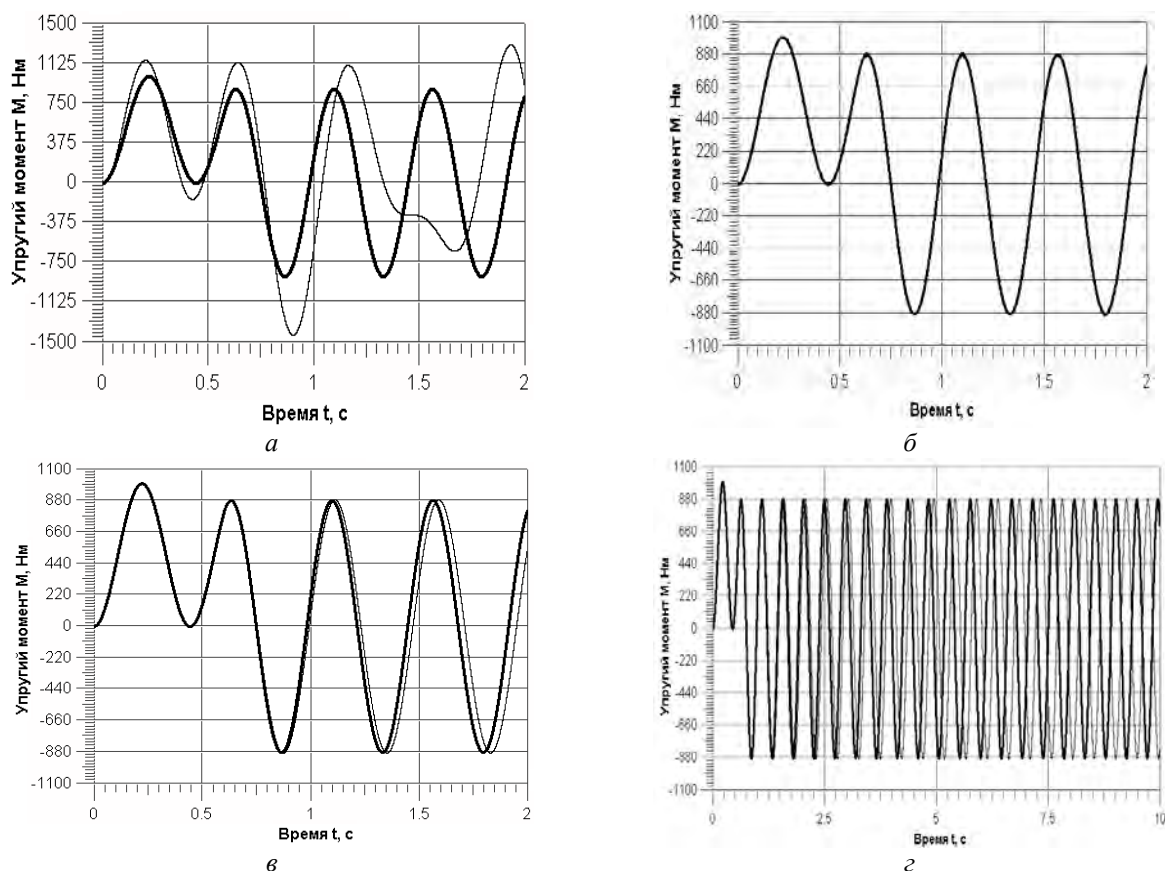 Упругий момент М, Нм
1500
1125
750
375
0
-375
-750
-1125
-1500
0 0.5 1 1.5 2
Время t, с
а
Упругий момент М, Нм
1100
880
660
440
220
0
-220
-440
-660
-880
-1100
0 0.5 1 1.5 2
Время t, с
б
Упругий момент М, Нм
1100
880
660
440
220
0
-220
-440
-660
-880
-1100
0 0.5 1 1.5 2
Время t, с
в
Упругий момент М, Нм
1100
880
660
440
220
0
-220
-440
-660
-880
-1100
0 2.5 5 7.5 10
Время t, с
г